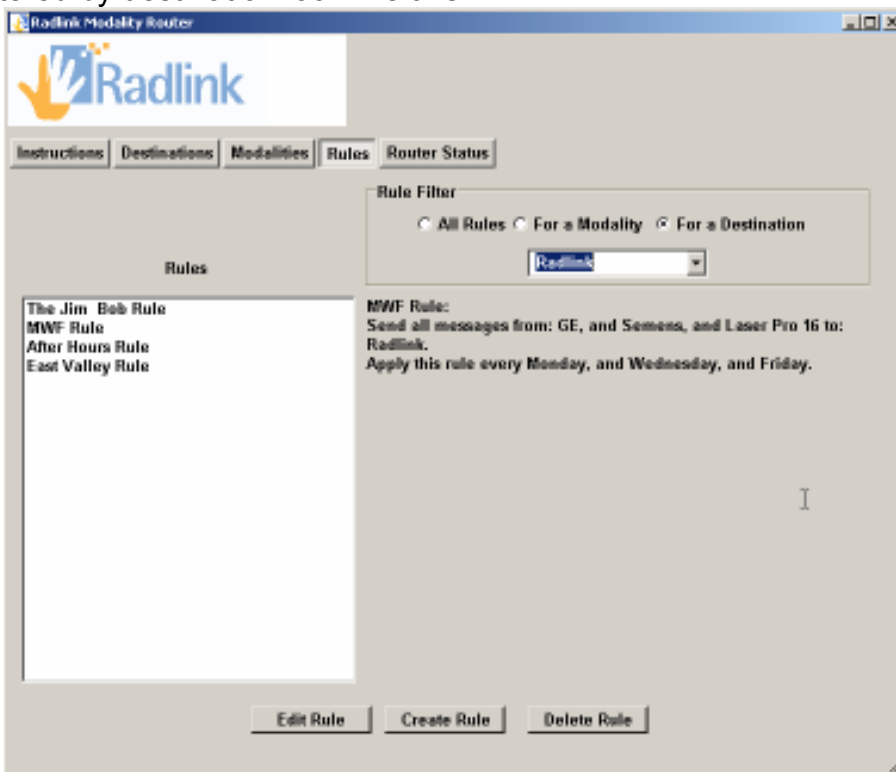 Radlink Modality Router
Radlink
Instructions Destinations Modalities Rules Router Status
Rule Filter
All Rules For a Modality For a Destination
Radlink
Rules
The Jim Bob Rule
MWF Rule
After Hours Rule
East Valley Rule
MWF Rule:
Send all messages from: GE, and Semens, and Laser Pro 16 to:
Radlink.
Apply this rule every Monday, and Wednesday, and Friday.
Edit Rule Create Rule Delete Rule